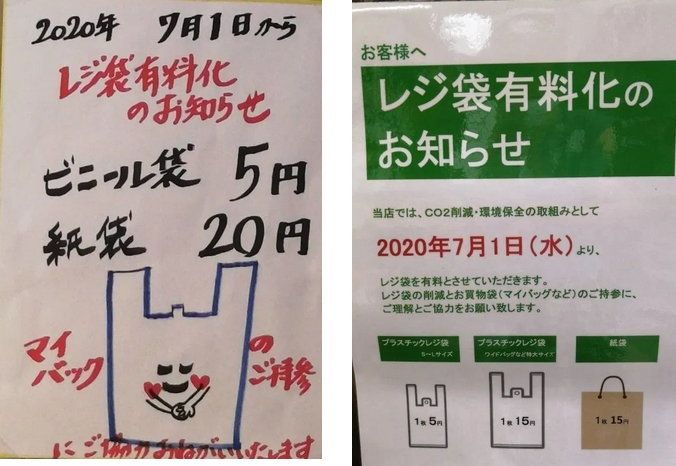 2020年 7月1日から
レジ袋有料化
のお知らせ
ビニール袋 5円
紙袋 20円
マイ
バック
の
ご持参
にご協力おねがいいたします
お客様へ
レジ袋有料化の
お知らせ
当店では、CO2削減・環境保全の取組みとして
2020年7月1日(水)より、
レジ袋を有料とさせていただきます。
レジ袋の削減とお買物袋(マイバッグなど)のご持参に、
ご理解とご協力をお願い致します。
プラスチックレジ袋
S~Lサイズ
1枚 5円
プラスチックレジ袋
ワイドバッグなど特大サイズ
1枚 15円
紙袋
1枚 15円